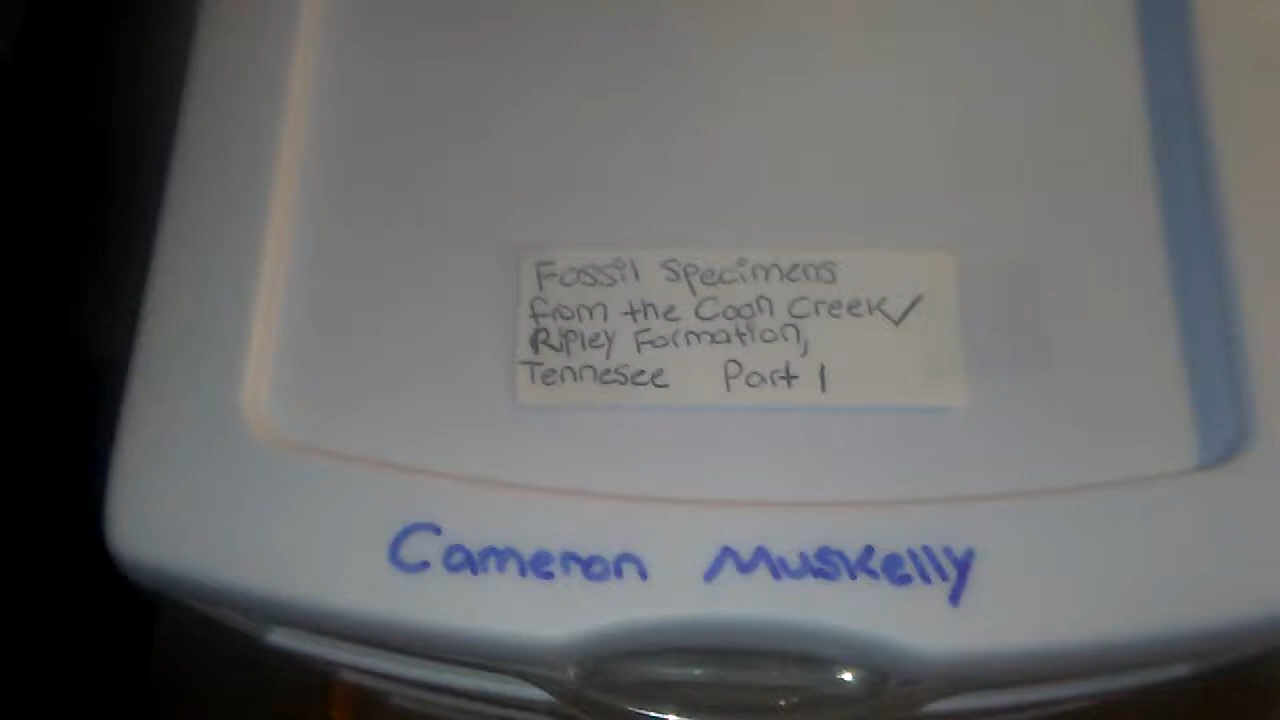 Fossil Specimens
from the Coon Creek✓
Ripley Formation,
Tennesee Part 1
Cameron Muskelly